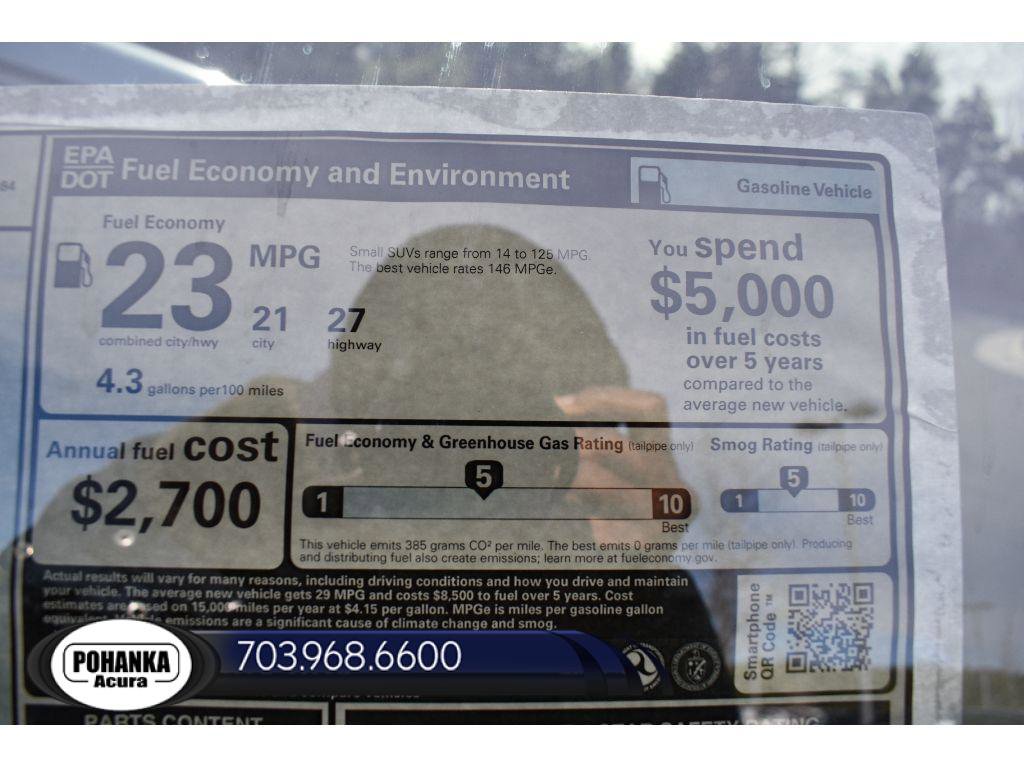 EPA
DOT Fuel Economy and Environment
Gasoline Vehicle
84
Fuel Economy
23 MPG
Small SUVs range from 14 to 125 MPG.
The best vehicle rates 146 MPGe.
21
27
combined city/hwy
city
highway
4.3 gallons per100 miles
You spend
$5,000
in fuel costs
over 5 years
compared to the
average new vehicle.
Annual fuel cost
$2,700
Fuel Economy & Greenhouse Gas Rating (tailpipe only)
5
1
10
Best
Smog Rating (tailpipe only)
5
1
10
Best
This vehicle emits 385 grams CO² per mile. The best emits 0 grams per mile (tailpipe only). Producing
and distributing fuel also create emissions; learn more at fueleconomy.gov.
Actual results will vary for many reasons, including driving conditions and how you drive and maintain
your vehicle. The average new vehicle gets 29 MPG and costs $8,500 to fuel over 5 years. Cost
estimates are based on 15,000 miles per year at $4.15 per gallon. MPGe is miles per gasoline gallon
equivalent. Vehicle emissions are a significant cause of climate change and smog.
Smartphone
QR Code™
POHANKA
Acura
703.968.6600
PARTS CONTENT
SAFETY RATING